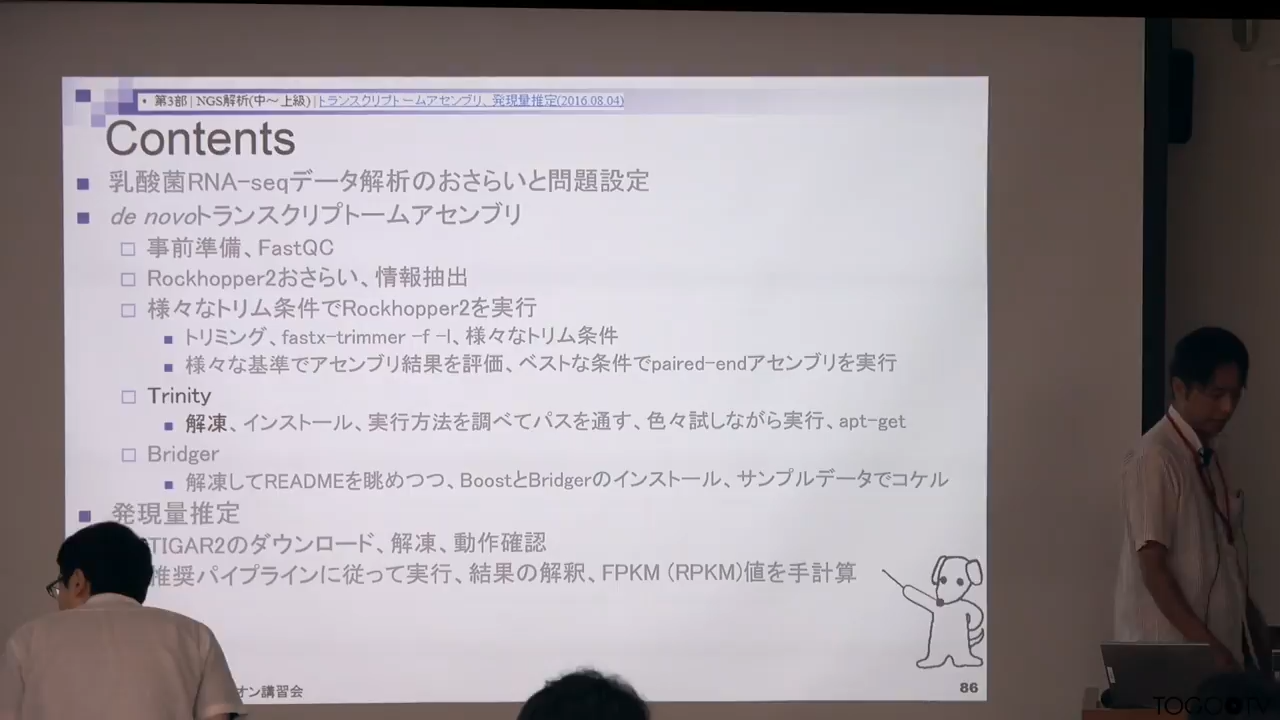 • 第3部 | NGS解析(中～上級) | トランスクリプトームアセンブリ、発現量推定(2016.08.04)
Contents
乳酸菌RNA-seqデータ解析のおさらいと問題設定
de novoトランスクリプトームアセンブリ
事前準備、FastQC
Rockhopper2おさらい、情報抽出
様々なトリム条件でRockhopper2を実行
トリミング、fastx-trimmer -f -l、様々なトリム条件
様々な基準でアセンブリ結果を評価、ベストな条件でpaired-endアセンブリを実行
Trinity
解凍、インストール、実行方法を調べてパスを通す、色々試しながら実行、apt-get
Bridger
解凍してREADMEを眺めつつ、BoostとBridgerのインストール、サンプルデータでコケル
発現量推定
TIGAR2のダウンロード、解凍、動作確認
推奨パイプラインに従って実行、結果の解釈、FPKM (RPKM)値を手計算
オン講習会
86
TOGOTV